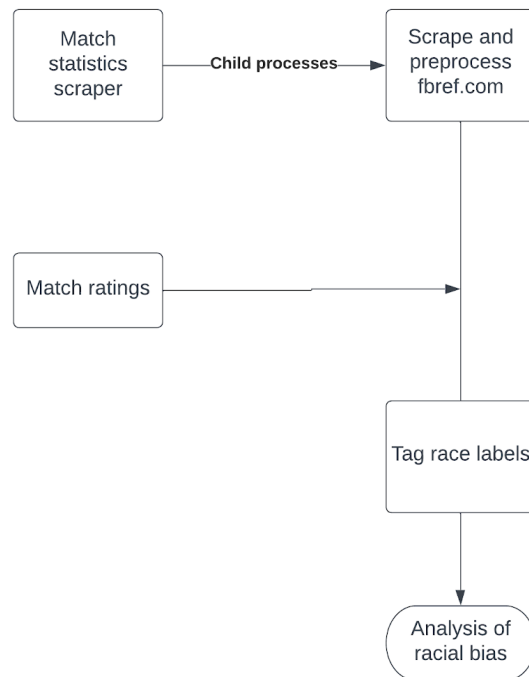 Match
statistics
scraper
Child processes
Scrape and
preprocess
fbref.com
Match ratings
Tag race labels
Analysis of
racial bias